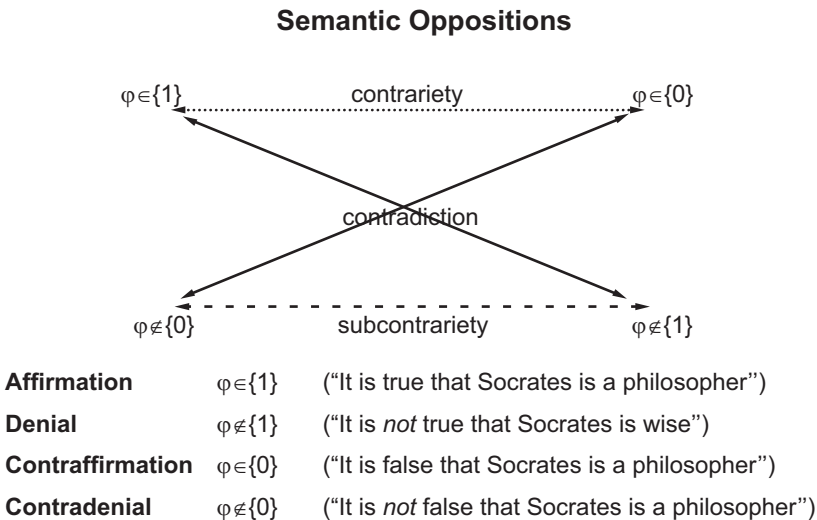 Semantic Oppositions
φ∈{1} contrariety φ∈{0}
contradiction
φ∉{0} subcontrariety φ∉{1}
Affirmation φ∈{1} (“It is true that Socrates is a philosopher’’)
Denial φ∉{1} (“It is not true that Socrates is wise’’)
Contraffirmation φ∈{0} (“It is false that Socrates is a philosopher’’)
Contradenial φ∉{0} (“It is not false that Socrates is a philosopher’’)